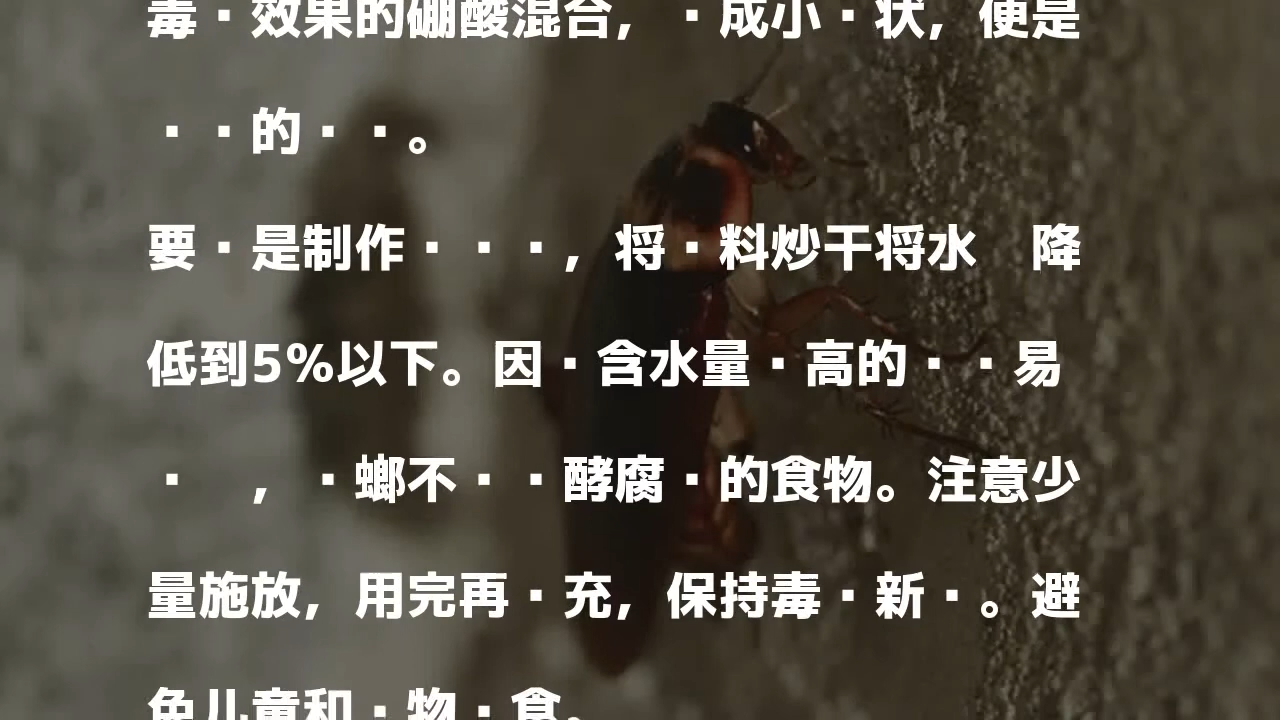 毒▪效果的硼酸混合，▪成小▪状，便是
▪▪的▪▪。
要▪是制作▪▪▪，将▪料炒干将水　降
低到5%以下。因▪含水量▪高的▪▪易
▪　，▪螂不▪▪酵腐▪的食物。注意少
量施放，用完再▪充，保持毒▪新▪。避
免儿童和▪物▪食。